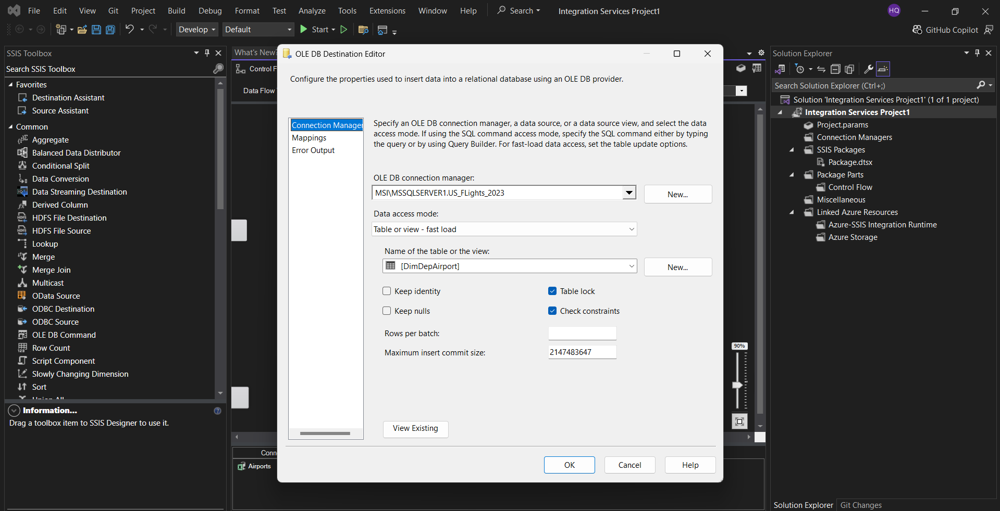 File Edit View Git Project Build Debug Format Test Analyze Tools Extensions Window Help Search Integration Services Project1 HQ
Develop Default Start GitHub Copilot
SSIS Toolbox
Search SSIS Toolbox
Favorites
Destination Assistant
Source Assistant
Common
Aggregate
Balanced Data Distributor
Conditional Split
Data Conversion
Data Streaming Destination
Derived Column
HDFS File Destination
HDFS File Source
Lookup
Merge
Merge Join
Multicast
OData Source
ODBC Destination
ODBC Source
OLE DB Command
Row Count
Script Component
Slowly Changing Dimension
Sort
Union All
Information...
Drag a toolbox item to SSIS Designer to use it.
What's New?
Control F
Data Flow
90%
Conn
Airports
OLE DB Destination Editor
Configure the properties used to insert data into a relational database using an OLE DB provider.
Connection Manager
Mappings
Error Output
Specify an OLE DB connection manager, a data source, or a data source view, and select the data
access mode. If using the SQL command access mode, specify the SQL command either by typing
the query or by using Query Builder. For fast-load data access, set the table update options.
OLE DB connection manager:
MSI\MSSQLSERVER1.US_FLights_2023 New...
Data access mode:
Table or view - fast load
Name of the table or the view:
[DimDepAirport] New...
Keep identity Table lock
Keep nulls Check constraints
Rows per batch:
Maximum insert commit size: 2147483647
View Existing
OK Cancel Help
Solution Explorer
Search Solution Explorer (Ctrl+;)
Solution 'Integration Services Project1' (1 of 1 project)
Integration Services Project1
Project.params
Connection Managers
SSIS Packages
Package.dtsx
Package Parts
Control Flow
Miscellaneous
Linked Azure Resources
Azure-SSIS Integration Runtime
Azure Storage
Solution Explorer Git Changes